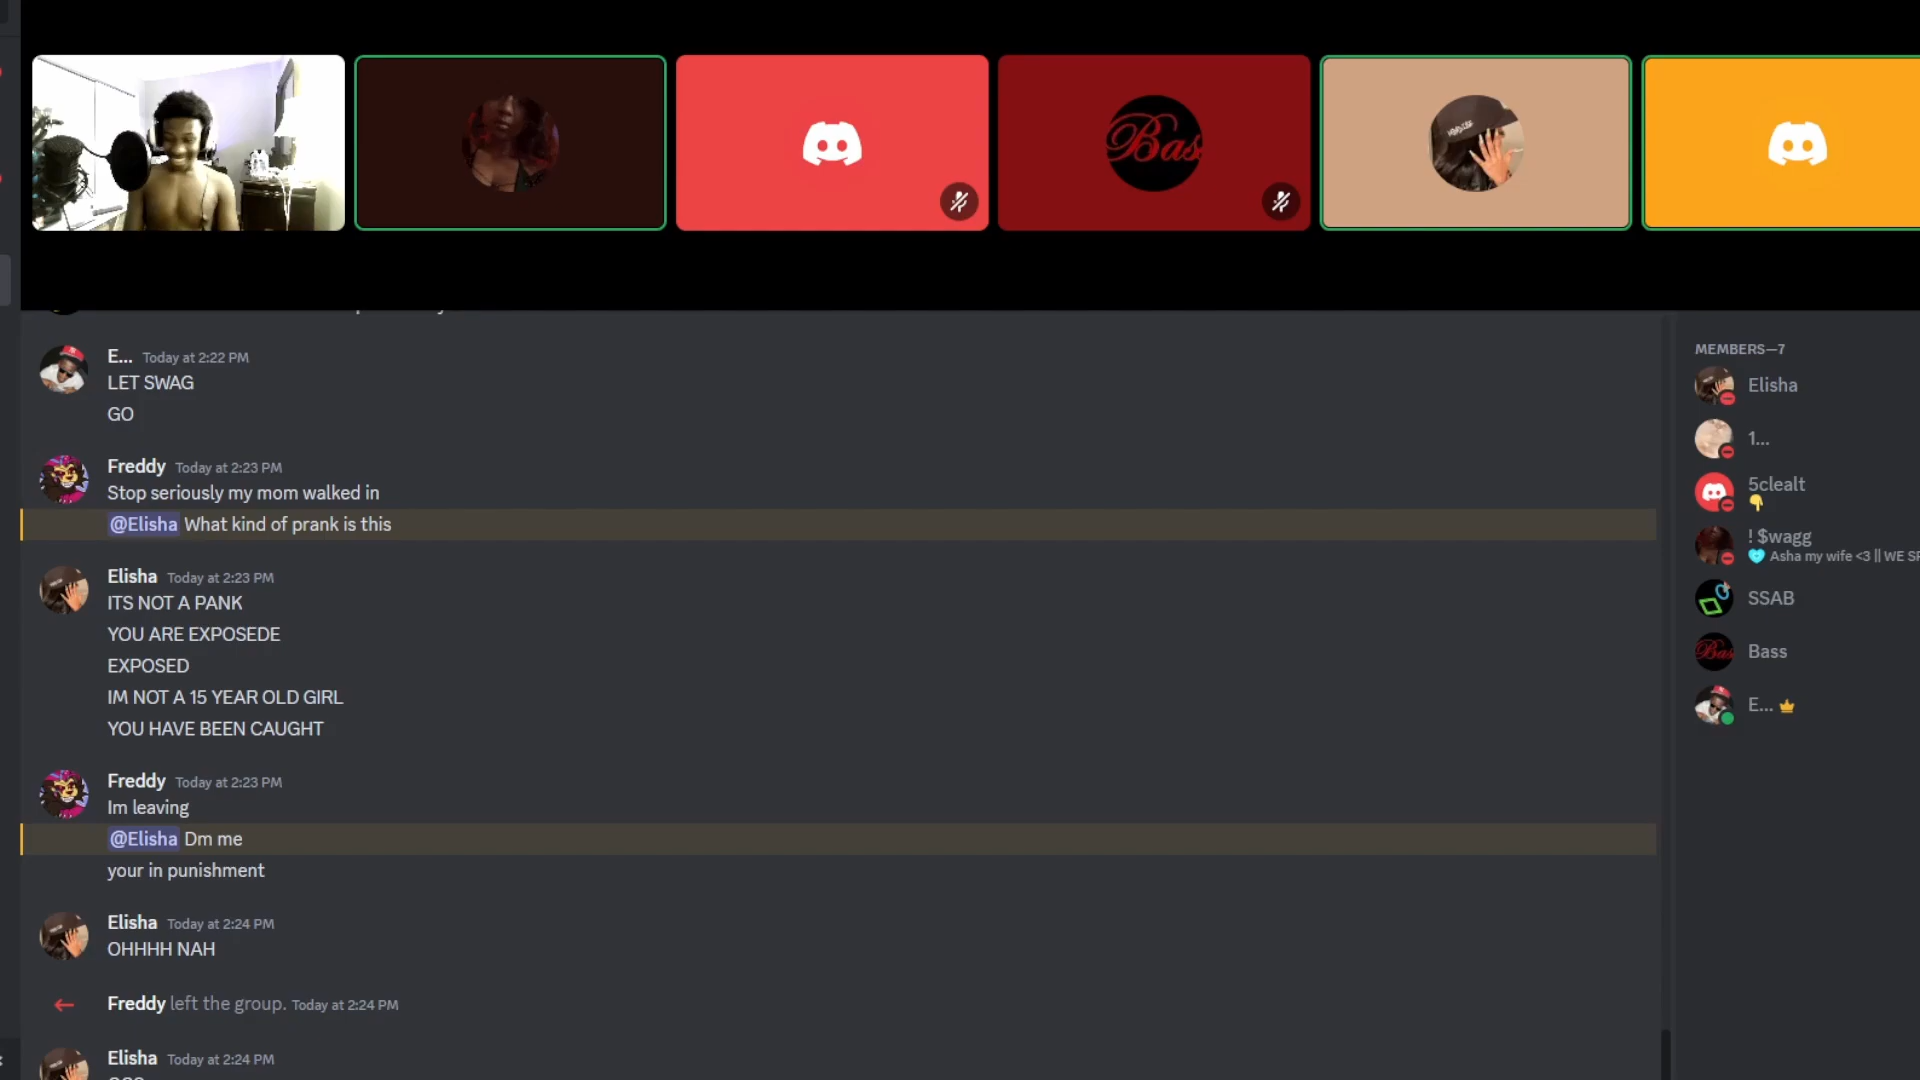 Bas
E... Today at 2:22 PM
LET SWAG
GO
Freddy Today at 2:23 PM
Stop seriously my mom walked in
@Elisha What kind of prank is this
Elisha Today at 2:23 PM
ITS NOT A PANK
YOU ARE EXPOSEDE
EXPOSED
IM NOT A 15 YEAR OLD GIRL
YOU HAVE BEEN CAUGHT
Freddy Today at 2:23 PM
Im leaving
@Elisha Dm me
your in punishment
Elisha Today at 2:24 PM
OHHHH NAH
Freddy left the group. Today at 2:24 PM
Elisha Today at 2:24 PM
MEMBERS—7
Elisha
1...
5clealt
! $wagg
Asha my wife <3 || WE SP
SSAB
Bass
E...